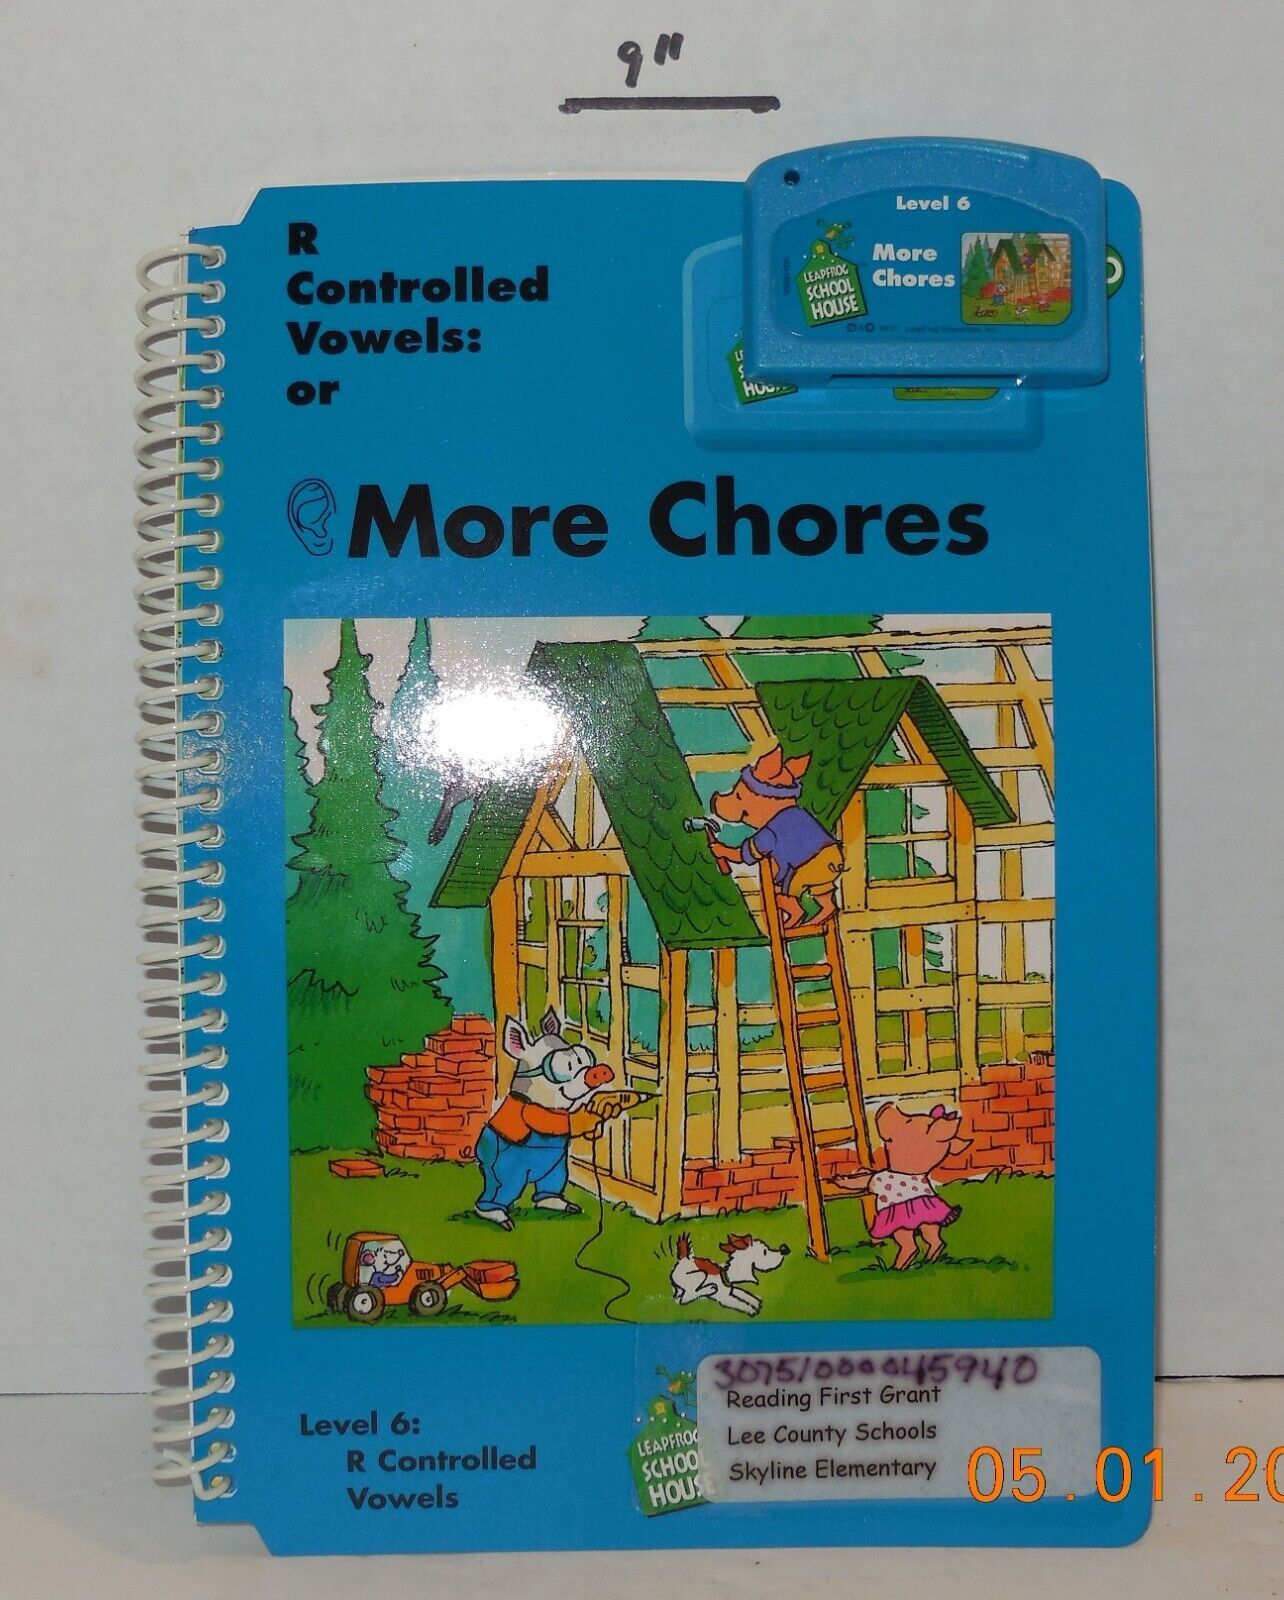 9"
Level 6
More
Chores
LEAPFROG
SCHOOL
HOUSE
R
Controlled
Vowels:
or
More Chores
3075100045940
Reading First Grant
Lee County Schools
Skyline Elementary
LEAPFROG
SCHOOL
HOUSE
Level 6:
R Controlled
Vowels
05.01.20